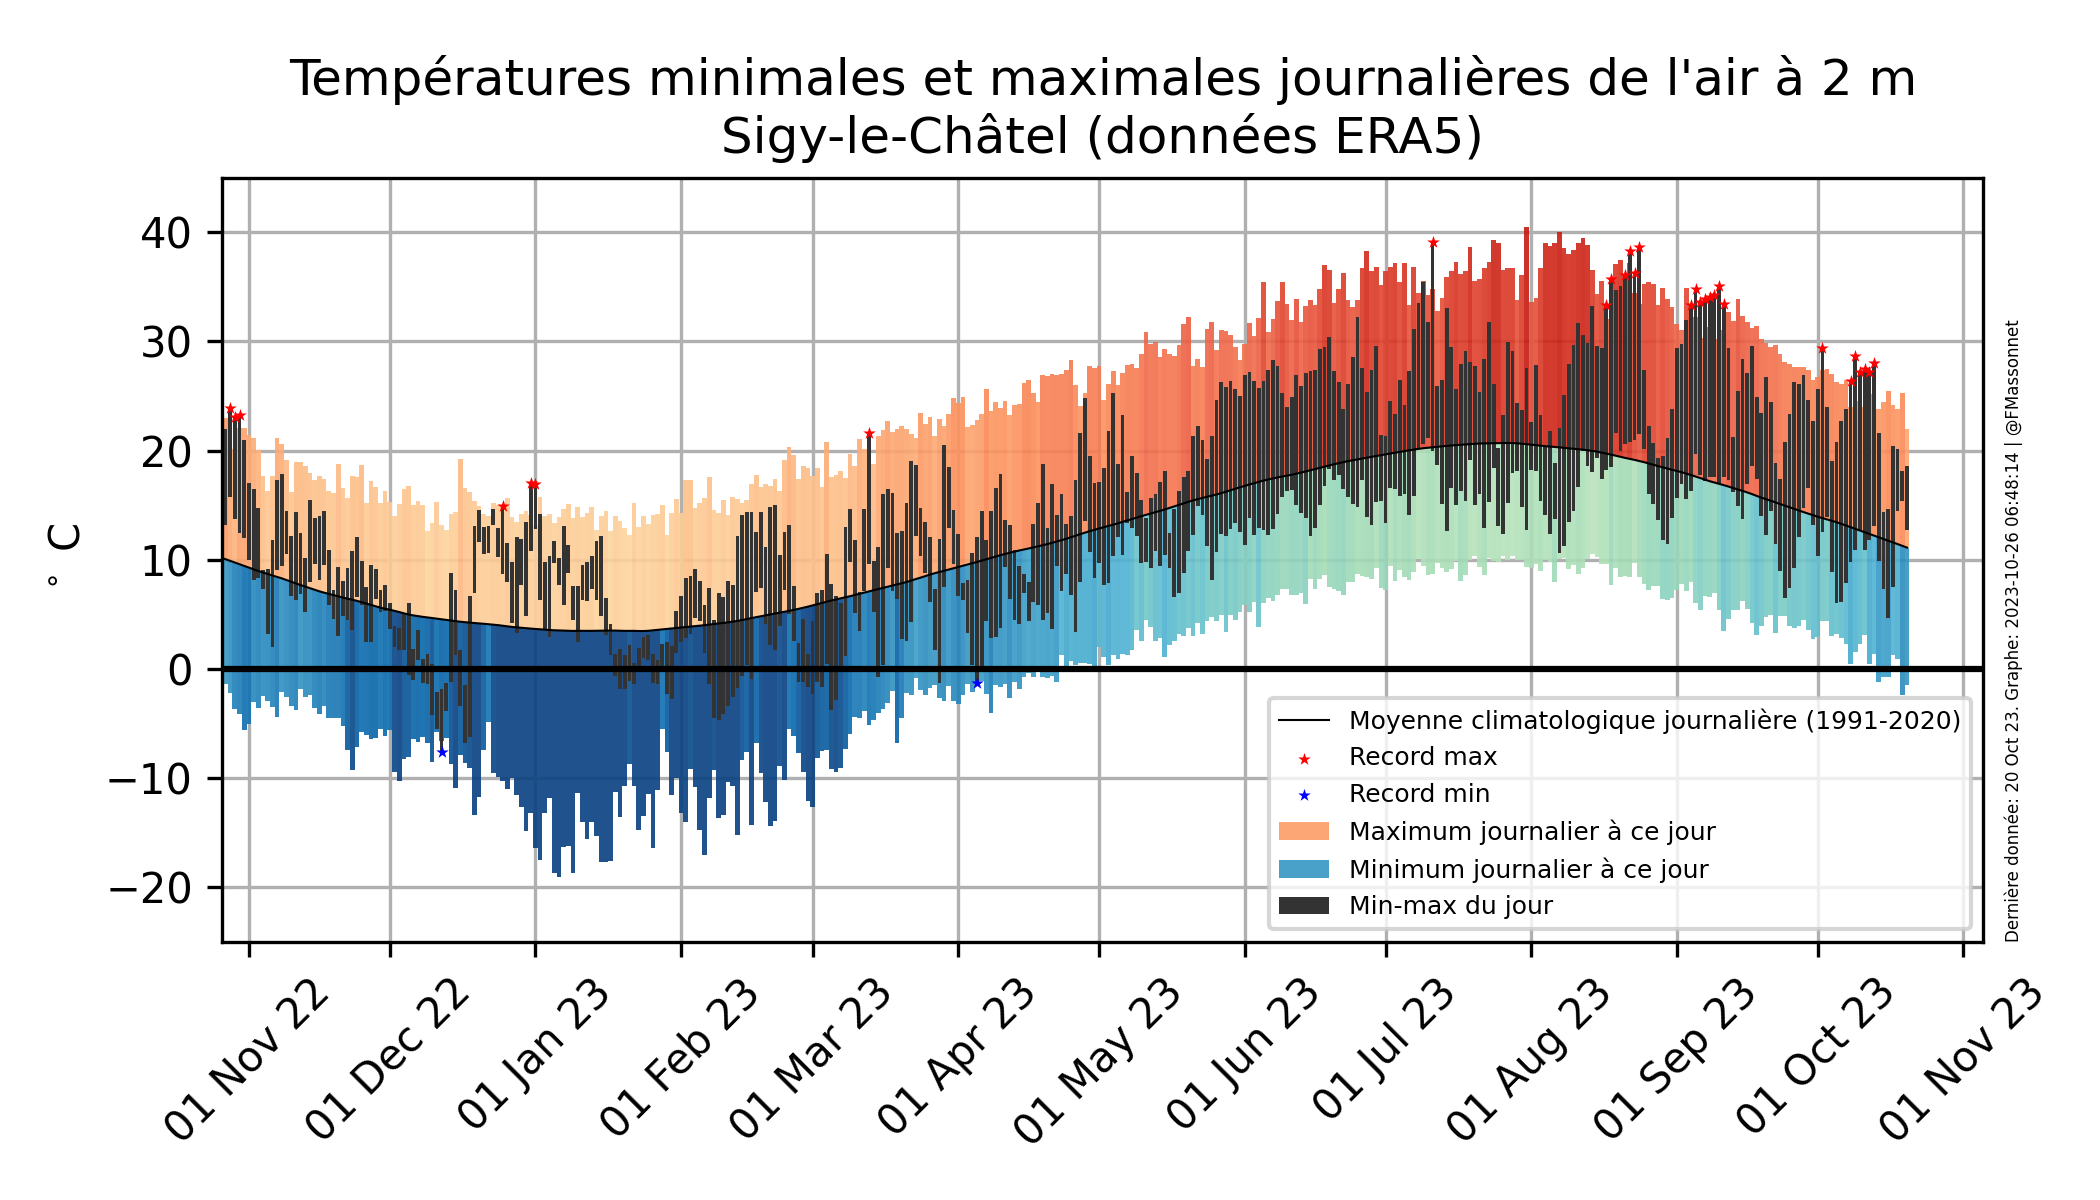 Températures minimales et maximales journalières de l'air à 2 m
Sigy-le-Châtel (données ERA5)
° C
40
30
20
10
0
−10
−20
01 Nov 22
01 Dec 22
01 Jan 23
01 Feb 23
01 Mar 23
01 Apr 23
01 May 23
01 Jun 23
01 Jul 23
01 Aug 23
01 Sep 23
01 Oct 23
01 Nov 23
Moyenne climatologique journalière (1991-2020)
Record max
Record min
Maximum journalier à ce jour
Minimum journalier à ce jour
Min-max du jour
Dernière donnée: 20 Oct 23. Graphe: 2023-10-26 06:48:14 | @FMassonnet